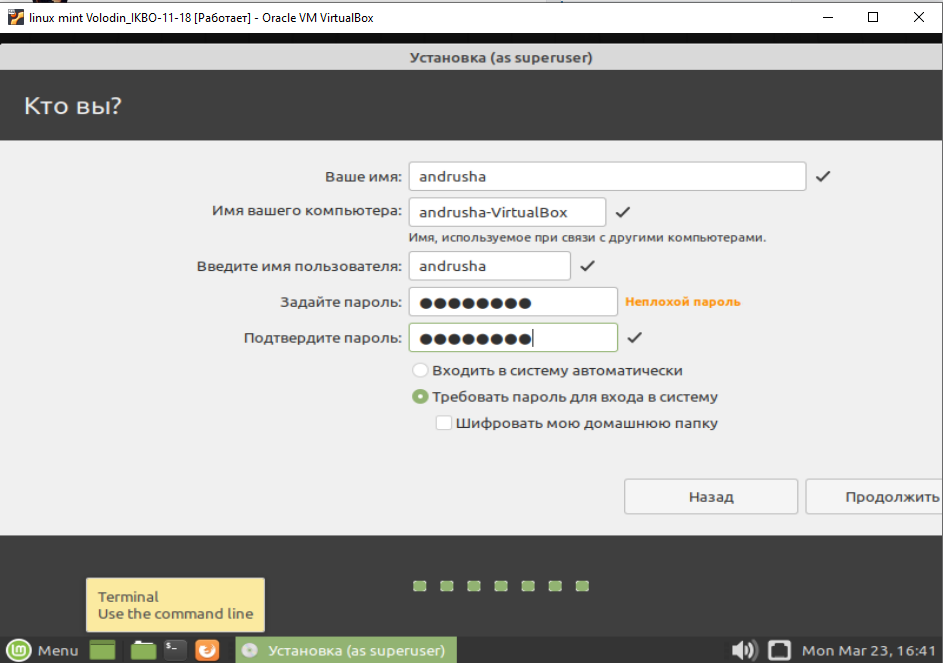 linux mint Volodin_IKBO-11-18 [Работает] - Oracle VM VirtualBox
Установка (as superuser)
Кто вы?
Ваше имя: andrusha
Имя вашего компьютера: andrusha-VirtualBox
Имя, используемое при связи с другими компьютерами.
Введите имя пользователя: andrusha
Задайте пароль: ●●●●●●●● Неплохой пароль
Подтвердите пароль: ●●●●●●●●
Входить в систему автоматически
Требовать пароль для входа в систему
Шифровать мою домашнюю папку
Назад Продолжить
Terminal
Use the command line
Menu Установка (as superuser) Mon Mar 23, 16:41